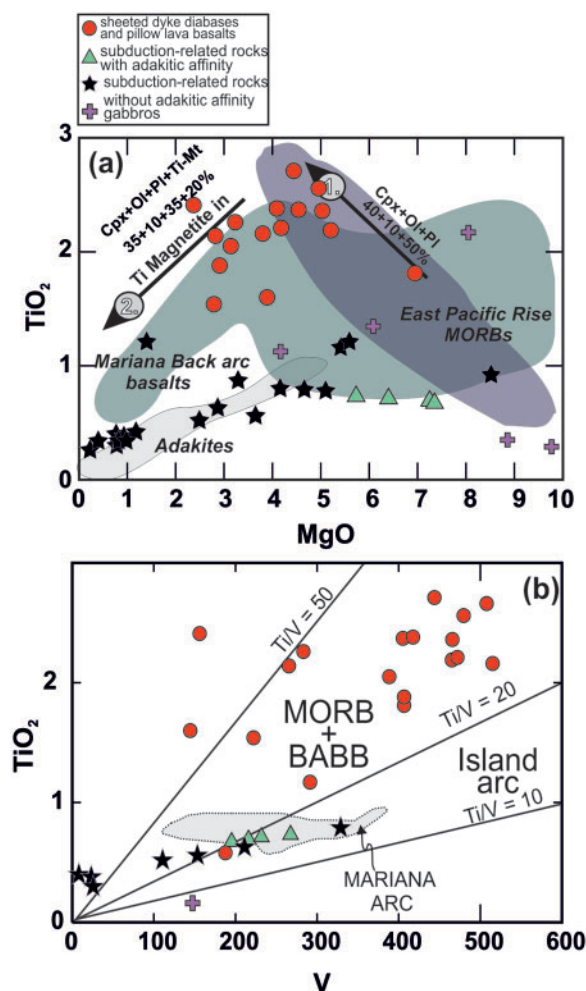 sheeted dyke diabases
and pillow lava basalts
subduction-related rocks
with adakitic affinity
subduction-related rocks
without adakitic affinity
gabbros
(a)
Cpx+Ol+Pl+Ti-Mt
35+10+35+20%
Ti Magnetite in
2.
1.
Cpx+Ol+Pl
40+10+50%
East Pacific Rise
MORBs
Mariana Back arc
basalts
Adakites
TiO2
3
2
1
0
0 1 2 3 4 5 6 7 8 9 10
MgO
(b)
Ti/V = 50
Ti/V = 20
Ti/V = 10
MORB
+
BABB
Island
arc
MARIANA
ARC
TiO2
2
1
0
0 100 200 300 400 500 600
V